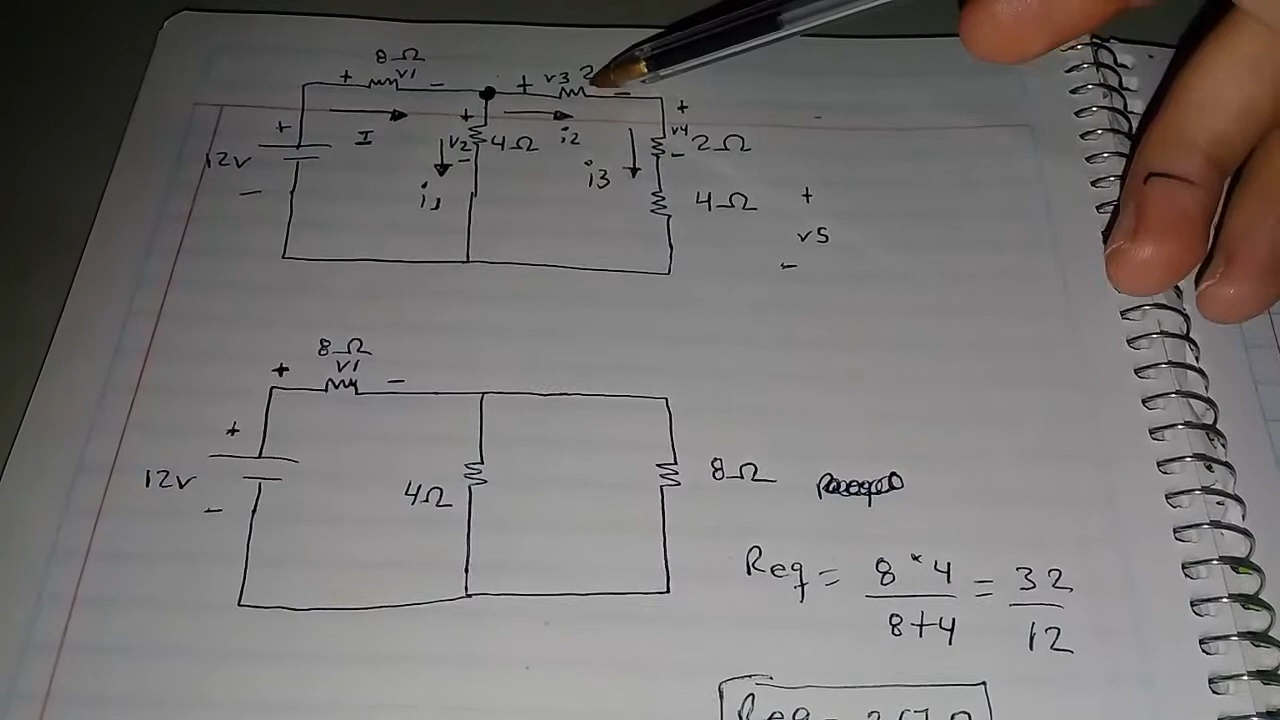 8Ω
+ v1 - + v3 2 -
+ I + v2 4Ω i2 + v4 2Ω
12v - i1 - i3 - 4Ω +
v5
-
8Ω
+ v1 -
+
12v 4Ω 8Ω
-
Req = 8*4 = 32
8+4 12